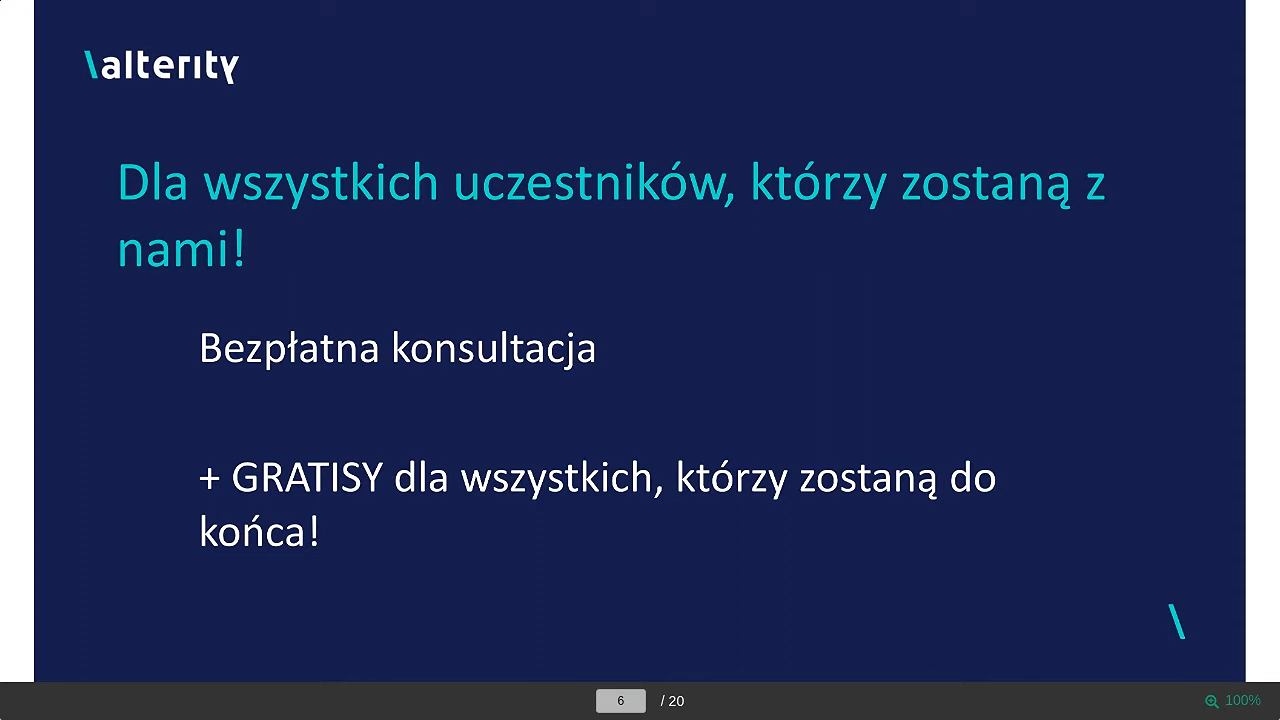 \alterity
Dla wszystkich uczestników, którzy zostaną z
nami!
Bezpłatna konsultacja
+ GRATISY dla wszystkich, którzy zostaną do
końca!
\
6 / 20
100%